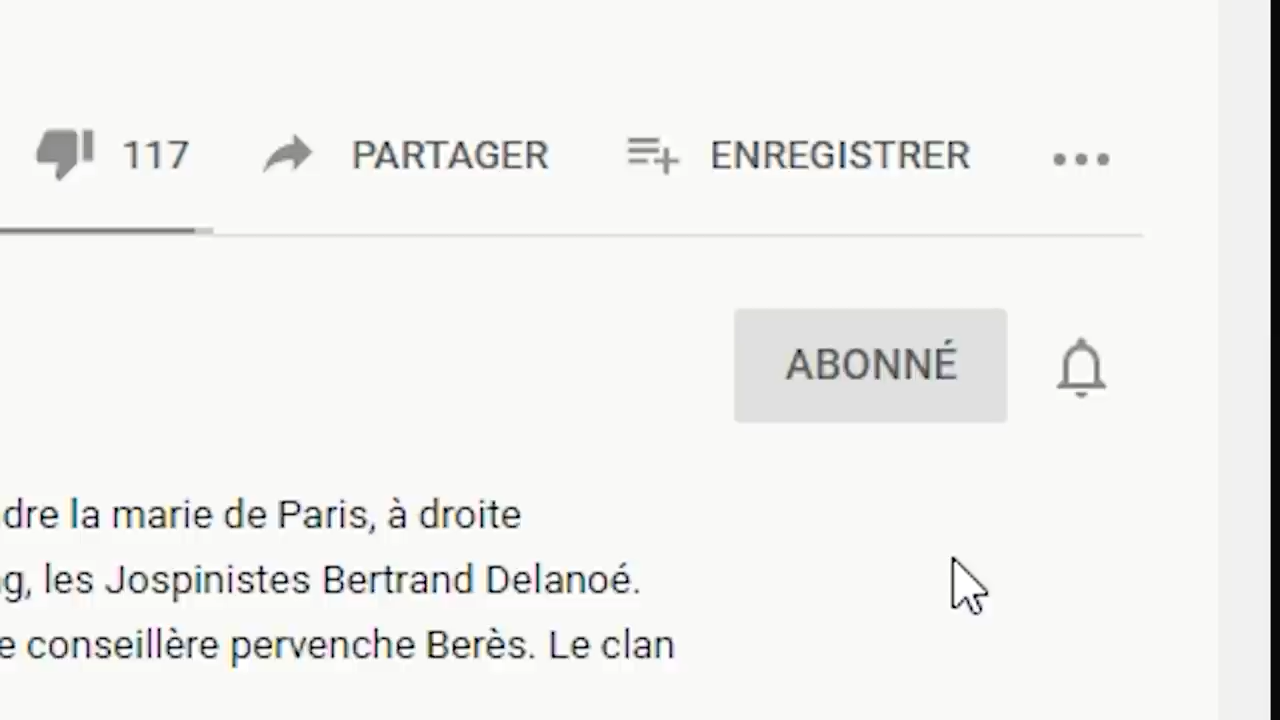 117 PARTAGER ENREGISTRER
ABONNÉ
dre la marie de Paris, à droite
g, les Jospinistes Bertrand Delanoé.
e conseillère pervenche Berès. Le clan